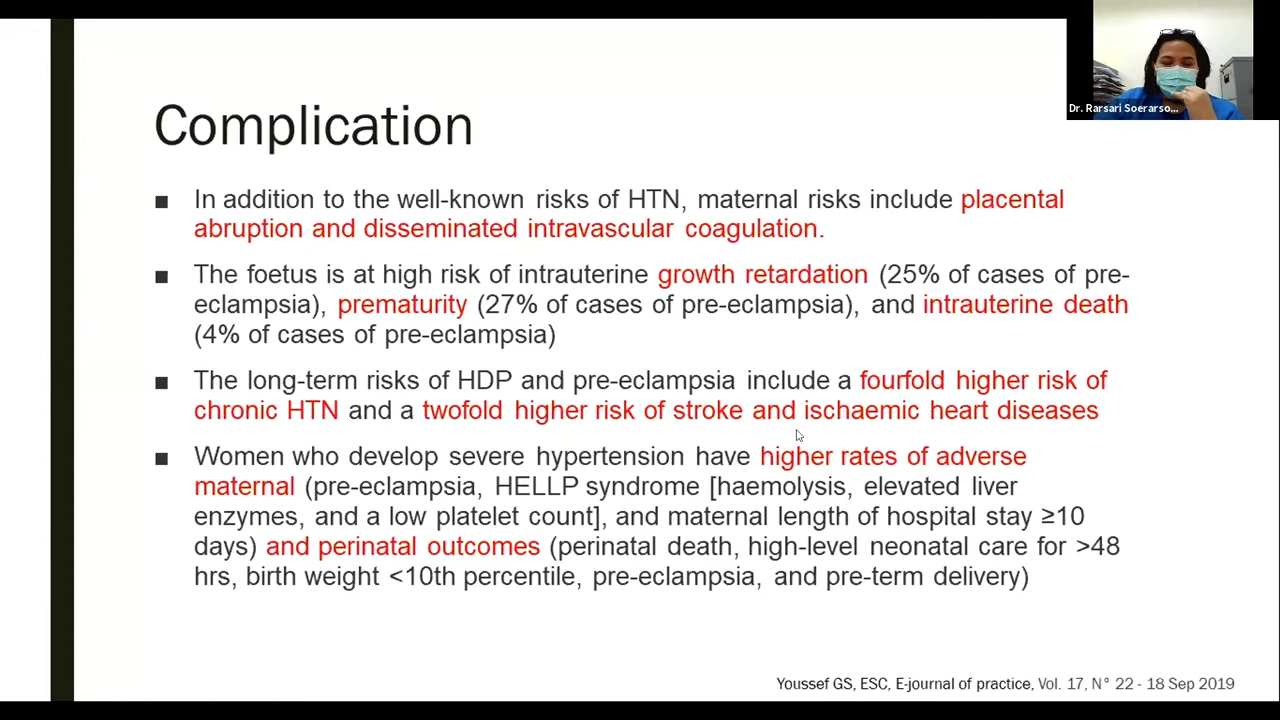 Dr. Rarsari Soerarso...
Complication
■ In addition to the well-known risks of HTN, maternal risks include placental
abruption and disseminated intravascular coagulation.
■ The foetus is at high risk of intrauterine growth retardation (25% of cases of pre-
eclampsia), prematurity (27% of cases of pre-eclampsia), and intrauterine death
(4% of cases of pre-eclampsia)
■ The long-term risks of HDP and pre-eclampsia include a fourfold higher risk of
chronic HTN and a twofold higher risk of stroke and ischaemic heart diseases
■ Women who develop severe hypertension have higher rates of adverse
maternal (pre-eclampsia, HELLP syndrome [haemolysis, elevated liver
enzymes, and a low platelet count], and maternal length of hospital stay ≥10
days) and perinatal outcomes (perinatal death, high-level neonatal care for >48
hrs, birth weight <10th percentile, pre-eclampsia, and pre-term delivery)
Youssef GS, ESC, E-journal of practice, Vol. 17, N° 22 - 18 Sep 2019